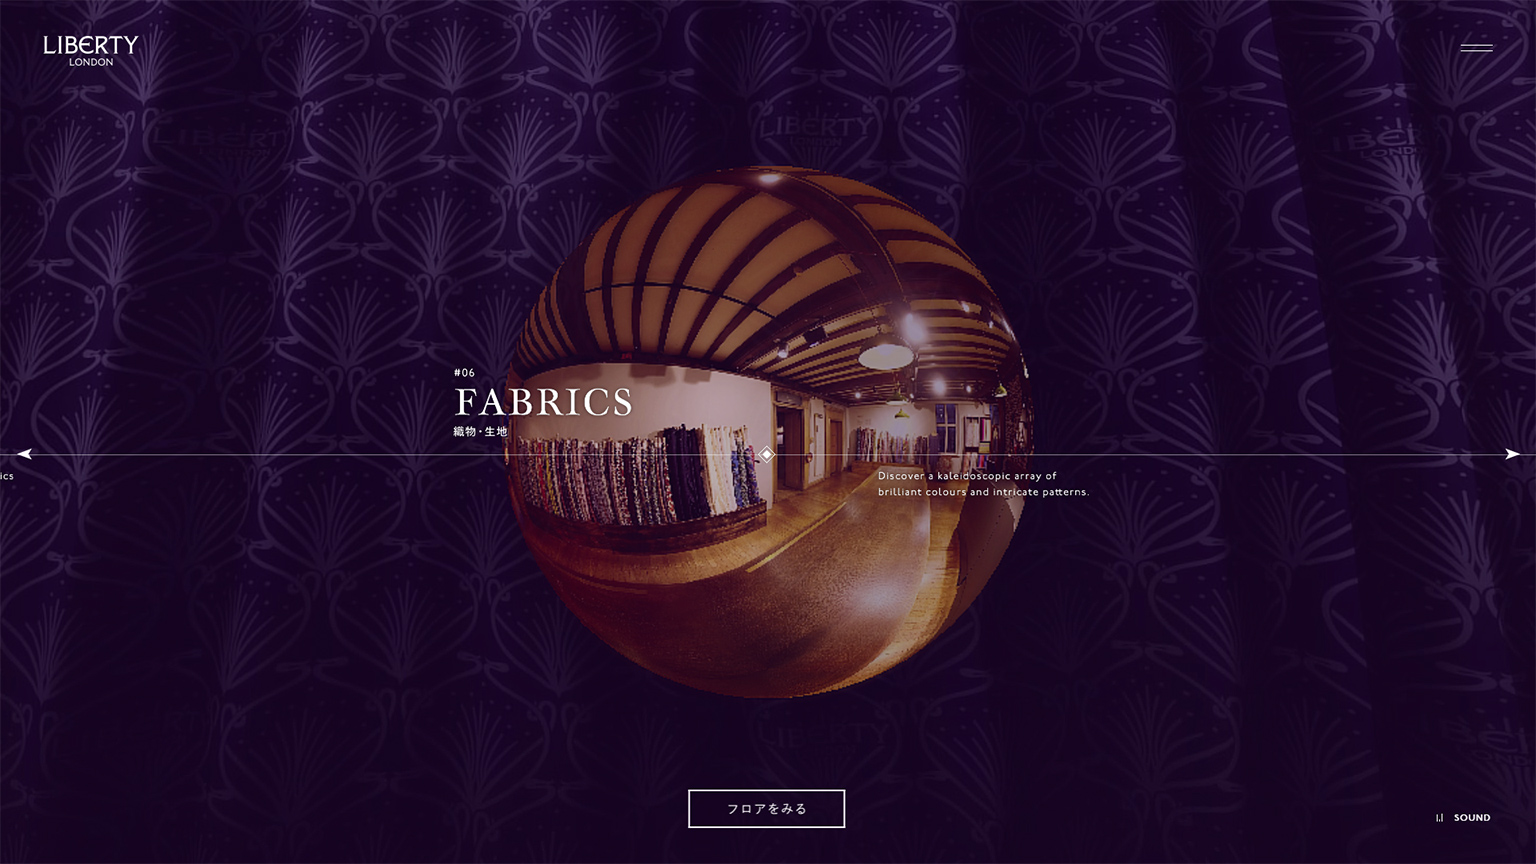 LIBERTY
LONDON
LIBERTY
#06
FABRICS
織物・生地
ics
Discover a kaleidoscopic array of
brilliant colours and intricate patterns.
フロアをみる
SOUND